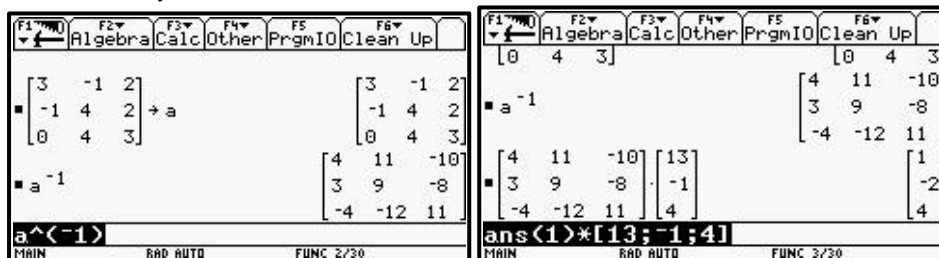 F1 F2 F3 F4 F5 F6
Algebra Calc Other PrgmIO Clean Up
[3 -1 2] [3 -1 2]
[-1 4 2] → a [-1 4 2]
[0 4 3] [0 4 3]
[4 11 -10]
a⁻¹ [3 9 -8]
[-4 -12 11]
a^(-1)
MAIN RAD AUTO FUNC 2/30
F1 F2 F3 F4 F5 F6
Algebra Calc Other PrgmIO Clean Up
[0 4 3] [0 4 3
[4 11 -10
a⁻¹ [3 9 -8
[-4 -12 11
[4 11 -10] [13] [1
[3 9 -8] · [-1] [-2
[-4 -12 11] [4] [4
ans(1)*[13;-1;4]
MAIN RAD AUTO FUNC 3/30